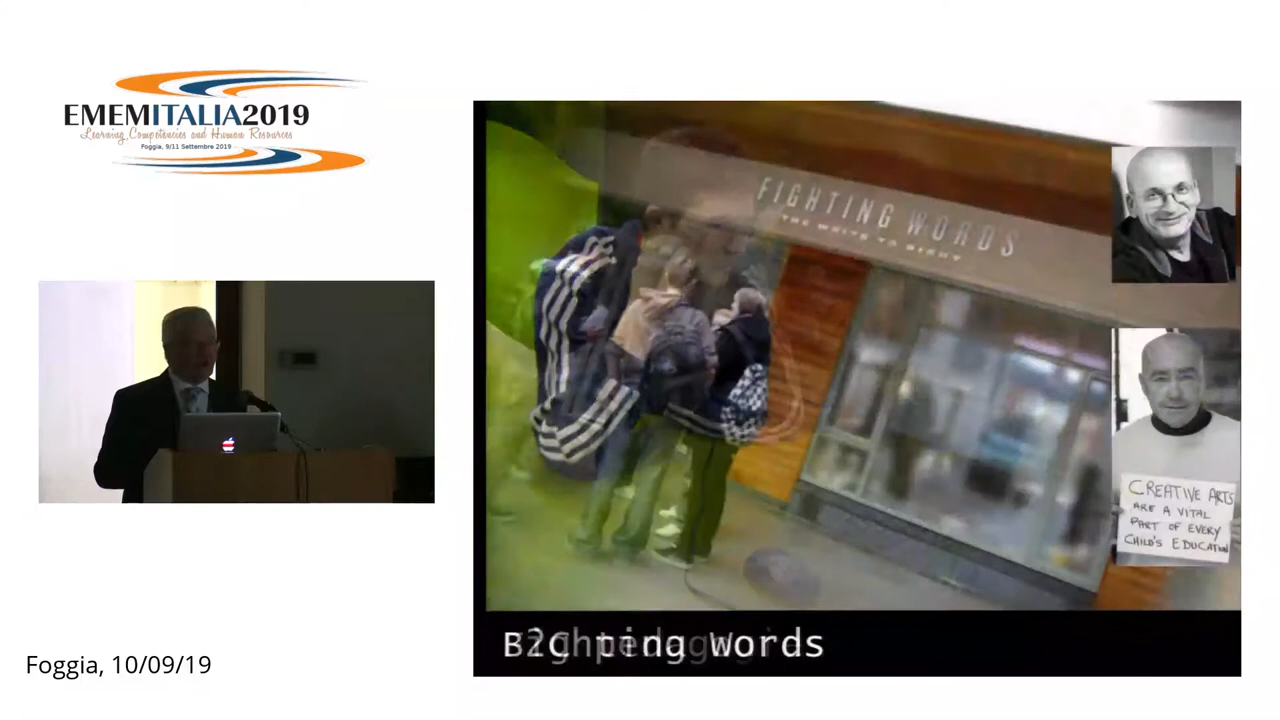 EMEMITALIA2019
Learning, Competencies and Human Resources
Foggia, 9/11 Settembre 2019
FIGHTING WORDS
THE WRITE TO RIGHT
CREATIVE ARTS
ARE A VITAL
PART OF EVERY
CHILD'S EDUCATION
words
Foggia, 10/09/19